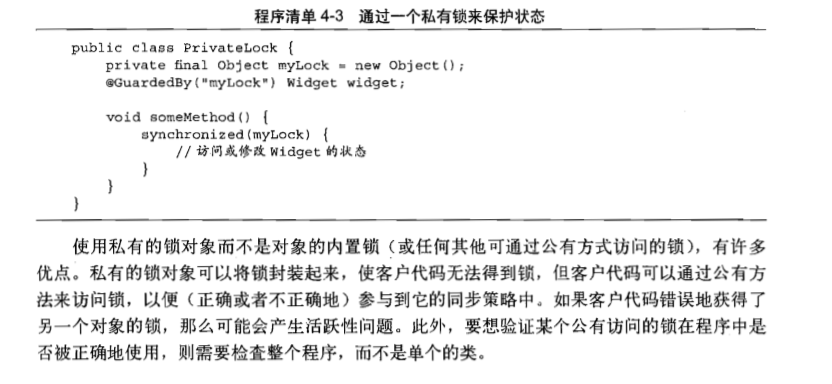 程序清单 4-3 通过一个私有锁来保护状态
public class PrivateLock {
    private final Object myLock = new Object();
    @GuardedBy("myLock") Widget widget;

    void someMethod() {
        synchronized(myLock) {
            // 访问或修改 Widget 的状态
        }
    }
}
使用私有的锁对象而不是对象的内置锁（或任何其他可通过公有方式访问的锁），有许多
优点。私有的锁对象可以将锁封装起来，使客户代码无法得到锁，但客户代码可以通过公有方
法来访问锁，以便（正确或者不正确地）参与到它的同步策略中。如果客户代码错误地获得了
另一个对象的锁，那么可能会产生活跃性问题。此外，要想验证某个公有访问的锁在程序中是
否被正确地使用，则需要检查整个程序，而不是单个的类。